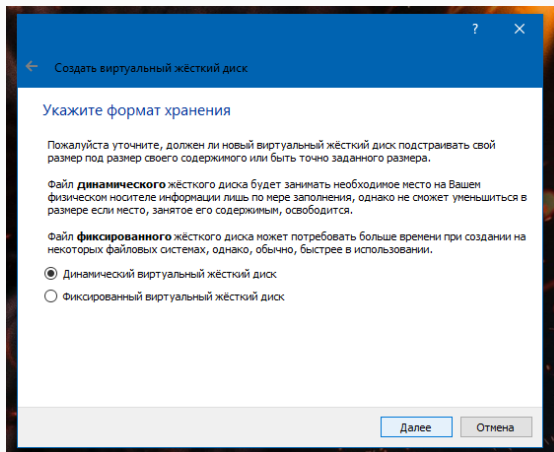 ?
Создать виртуальный жёсткий диск
Укажите формат хранения
Пожалуйста уточните, должен ли новый виртуальный жёсткий диск подстраивать свой
размер под размер своего содержимого или быть точно заданного размера.
Файл динамического жёсткого диска будет занимать необходимое место на Вашем
физическом носителе информации лишь по мере заполнения, однако не сможет уменьшиться в
размере если место, занятое его содержимым, освободится.
Файл фиксированного жёсткого диска может потребовать больше времени при создании на
некоторых файловых системах, однако, обычно, быстрее в использовании.
Динамический виртуальный жёсткий диск
Фиксированный виртуальный жёсткий диск
Далее Отмена